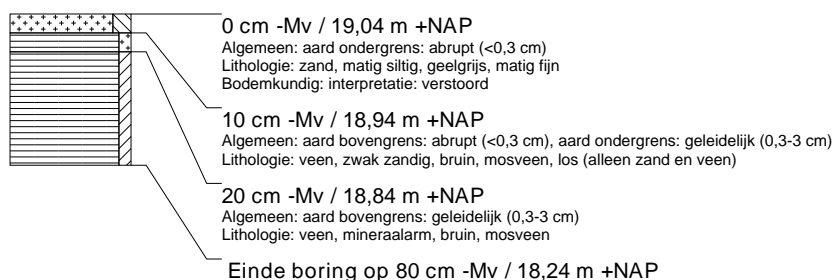 0 cm -Mv / 19,04 m +NAP
Algemeen: aard ondergrens: abrupt (<0,3 cm)
Lithologie: zand, matig siltig, geelgrijs, matig fijn
Bodemkundig: interpretatie: verstoord
10 cm -Mv / 18,94 m +NAP
Algemeen: aard bovengrens: abrupt (<0,3 cm), aard ondergrens: geleidelijk (0,3-3 cm)
Lithologie: veen, zwak zandig, bruin, mosveen, los (alleen zand en veen)
20 cm -Mv / 18,84 m +NAP
Algemeen: aard bovengrens: geleidelijk (0,3-3 cm)
Lithologie: veen, mineraalarm, bruin, mosveen
Einde boring op 80 cm -Mv / 18,24 m +NAP